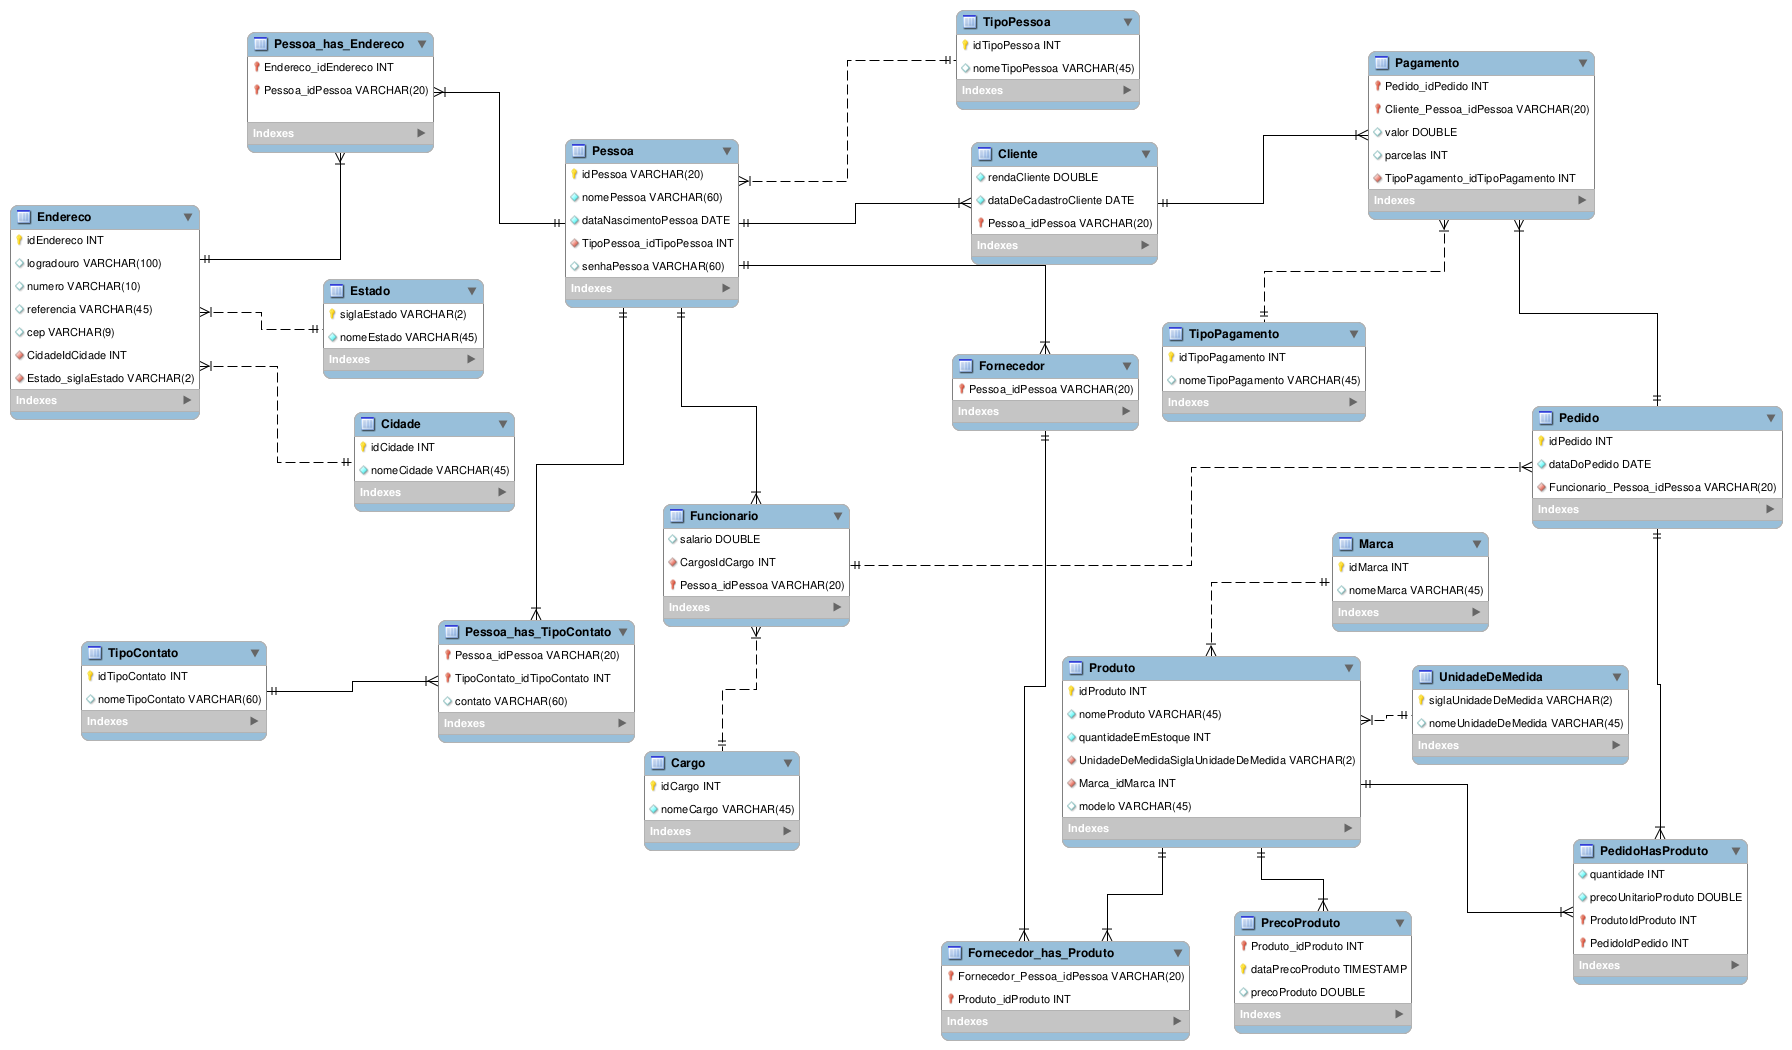 Pessoa_has_Endereco
Endereco_idEndereco INT
Pessoa_idPessoa VARCHAR(20)
Indexes
TipoPessoa
idTipoPessoa INT
nomeTipoPessoa VARCHAR(45)
Indexes
Pagamento
Pedido_idPedido INT
Cliente_Pessoa_idPessoa VARCHAR(20)
valor DOUBLE
parcelas INT
TipoPagamento_idTipoPagamento INT
Indexes
Pessoa
idPessoa VARCHAR(20)
nomePessoa VARCHAR(60)
dataNascimentoPessoa DATE
TipoPessoa_idTipoPessoa INT
senhaPessoa VARCHAR(60)
Indexes
Cliente
rendaCliente DOUBLE
dataDeCadastroCliente DATE
Pessoa_idPessoa VARCHAR(20)
Indexes
Endereco
idEndereco INT
logradouro VARCHAR(100)
numero VARCHAR(10)
referencia VARCHAR(45)
cep VARCHAR(9)
CidadeIdCidade INT
Estado_siglaEstado VARCHAR(2)
Indexes
Estado
siglaEstado VARCHAR(2)
nomeEstado VARCHAR(45)
Indexes
Cidade
idCidade INT
nomeCidade VARCHAR(45)
Indexes
Fornecedor
Pessoa_idPessoa VARCHAR(20)
Indexes
TipoPagamento
idTipoPagamento INT
nomeTipoPagamento VARCHAR(45)
Indexes
Pedido
idPedido INT
dataDoPedido DATE
Funcionario_Pessoa_idPessoa VARCHAR(20)
Indexes
Funcionario
salario DOUBLE
CargosIdCargo INT
Pessoa_idPessoa VARCHAR(20)
Indexes
Marca
idMarca INT
nomeMarca VARCHAR(45)
Indexes
TipoContato
idTipoContato INT
nomeTipoContato VARCHAR(60)
Indexes
Pessoa_has_TipoContato
Pessoa_idPessoa VARCHAR(20)
TipoContato_idTipoContato INT
contato VARCHAR(60)
Indexes
Cargo
idCargo INT
nomeCargo VARCHAR(45)
Indexes
Produto
idProduto INT
nomeProduto VARCHAR(45)
quantidadeEmEstoque INT
UnidadeDeMedidaSiglaUnidadeDeMedida VARCHAR(2)
Marca_idMarca INT
modelo VARCHAR(45)
Indexes
UnidadeDeMedida
siglaUnidadeDeMedida VARCHAR(2)
nomeUnidadeDeMedida VARCHAR(45)
Indexes
PedidoHasProduto
quantidade INT
precoUnitarioProduto DOUBLE
ProdutoIdProduto INT
PedidoIdPedido INT
Indexes
Fornecedor_has_Produto
Fornecedor_Pessoa_idPessoa VARCHAR(20)
Produto_idProduto INT
Indexes
PrecoProduto
Produto_idProduto INT
dataPrecoProduto TIMESTAMP
precoProduto DOUBLE
Indexes